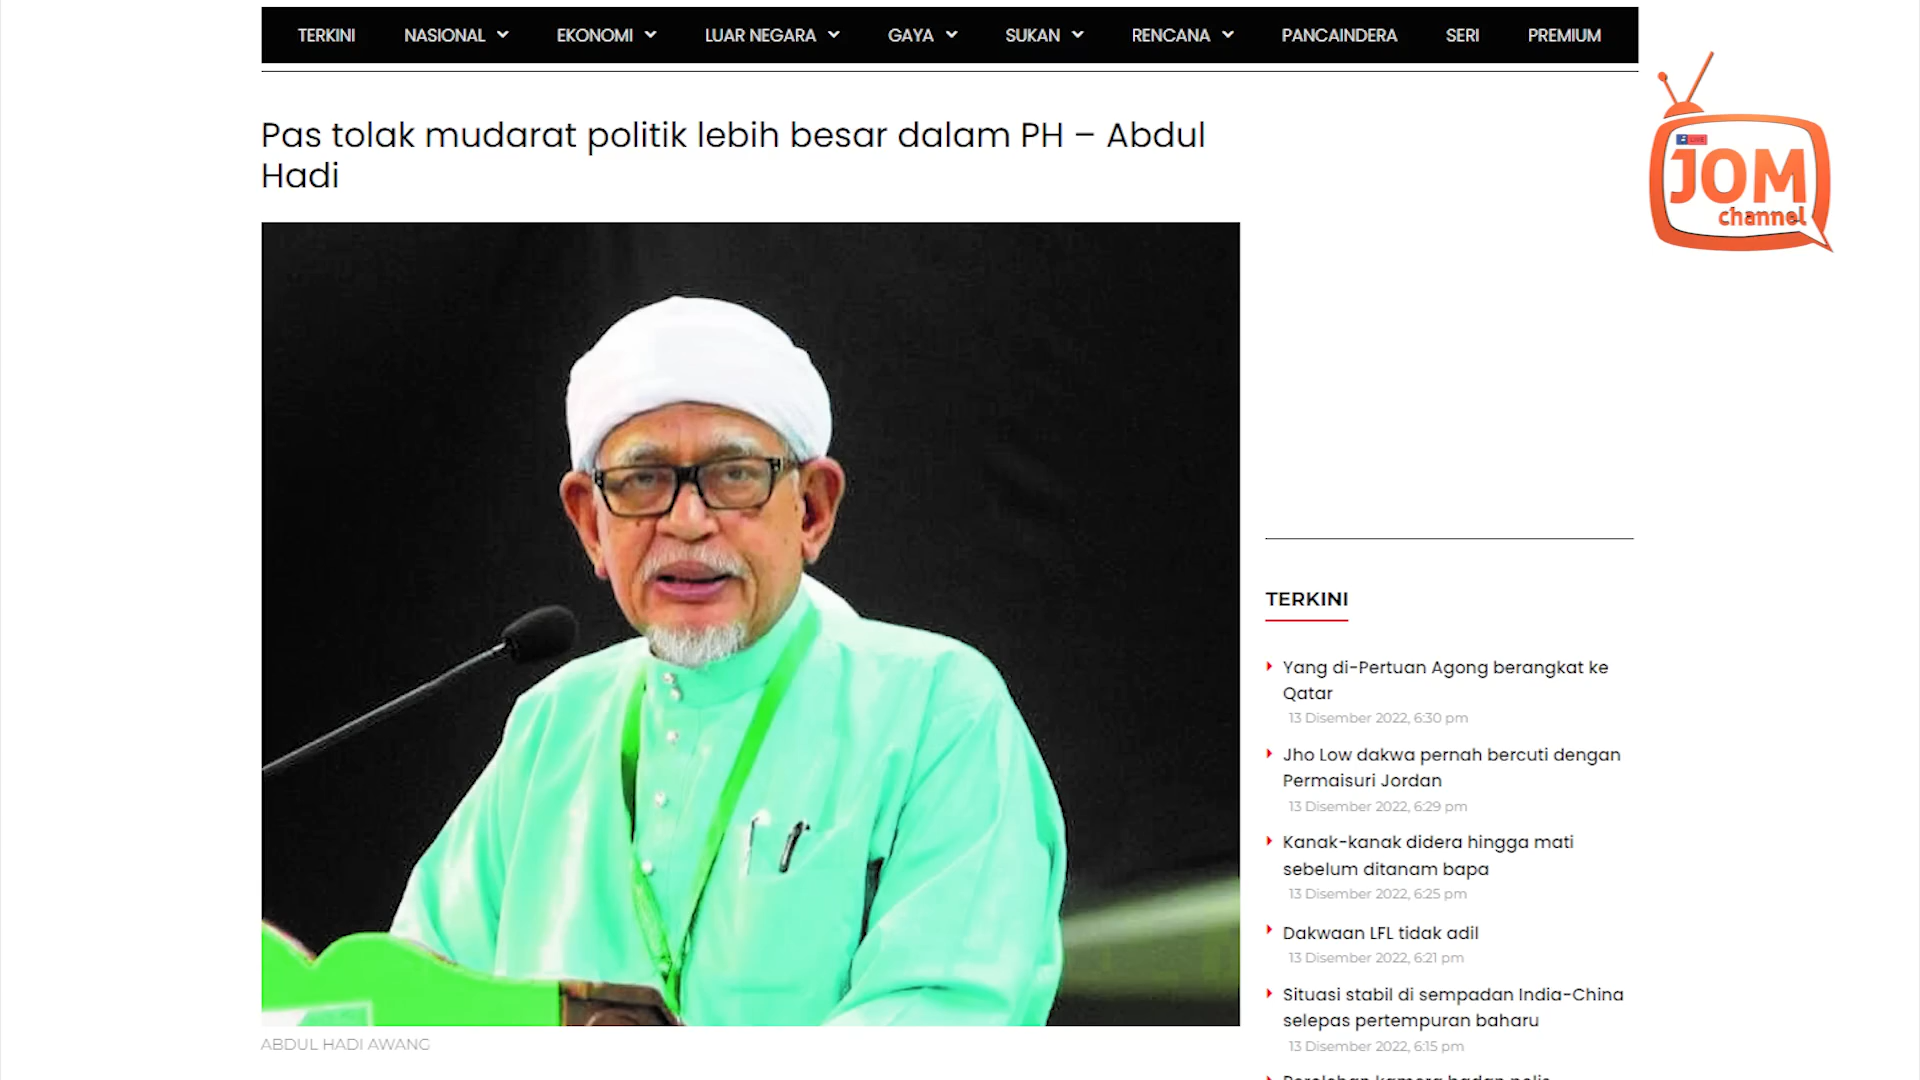 TERKINI NASIONAL EKONOMI LUAR NEGARA GAYA SUKAN RENCANA PANCAINDERA SERI PREMIUM
Pas tolak mudarat politik lebih besar dalam PH – Abdul
Hadi
LIVE
JOM
channel
ABDUL HADI AWANG
TERKINI
Yang di-Pertuan Agong berangkat ke
Qatar
13 Disember 2022, 6:30 pm
Jho Low dakwa pernah bercuti dengan
Permaisuri Jordan
13 Disember 2022, 6:29 pm
Kanak-kanak didera hingga mati
sebelum ditanam bapa
13 Disember 2022, 6:25 pm
Dakwaan LFL tidak adil
13 Disember 2022, 6:21 pm
Situasi stabil di sempadan India-China
selepas pertempuran baharu
13 Disember 2022, 6:15 pm